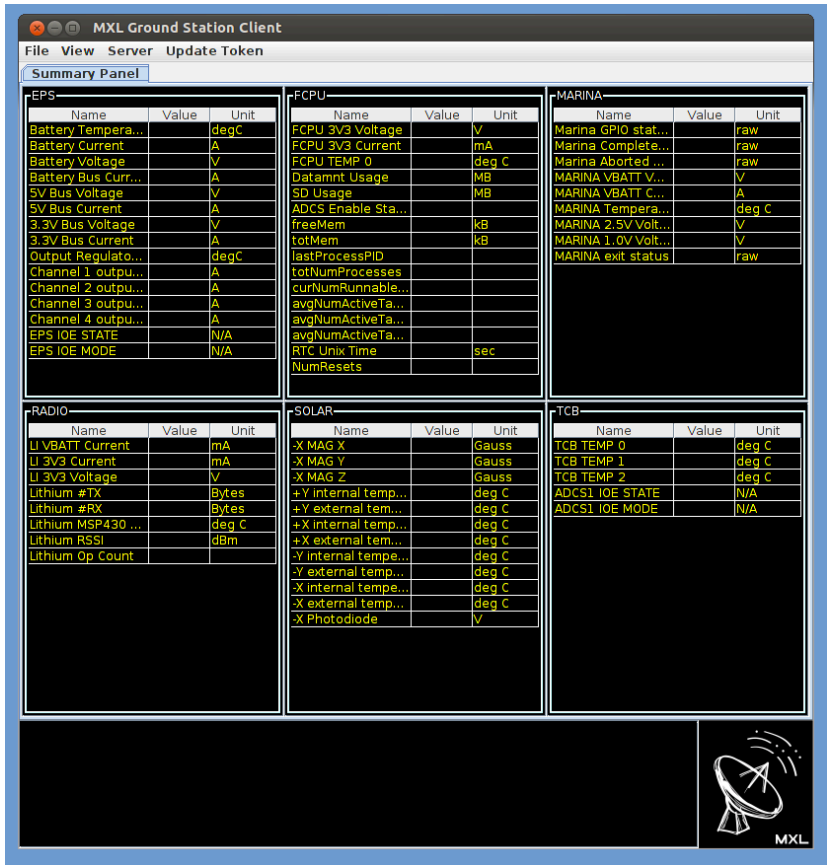 MXL Ground Station Client
File View Server Update Token
Summary Panel
EPS
Name Value Unit
Battery Tempera... degC
Battery Current A
Battery Voltage V
Battery Bus Curr... A
5V Bus Voltage V
5V Bus Current A
3.3V Bus Voltage V
3.3V Bus Current A
Output Regulato... degC
Channel 1 outpu... A
Channel 2 outpu... A
Channel 3 outpu... A
Channel 4 outpu... A
EPS IOE STATE N/A
EPS IOE MODE N/A
FCPU
Name Value Unit
FCPU 3V3 Voltage V
FCPU 3V3 Current mA
FCPU TEMP 0 deg C
Datamnt Usage MB
SD Usage MB
ADCS Enable Sta...
freeMem kB
totMem kB
lastProcessPID
totNumProcesses
curNumRunnable...
avgNumActiveTa...
avgNumActiveTa...
avgNumActiveTa...
RTC Unix Time sec
NumResets
MARINA
Name Value Unit
Marina GPIO stat... raw
Marina Complete... raw
Marina Aborted ... raw
MARINA VBATT V... V
MARINA VBATT C... A
MARINA Tempera... deg C
MARINA 2.5V Volt... V
MARINA 1.0V Volt... V
MARINA exit status raw
RADIO
Name Value Unit
LI VBATT Current mA
LI 3V3 Current mA
LI 3V3 Voltage V
Lithium #TX Bytes
Lithium #RX Bytes
Lithium MSP430 ... deg C
Lithium RSSI dBm
Lithium Op Count
SOLAR
Name Value Unit
-X MAG X Gauss
-X MAG Y Gauss
-X MAG Z Gauss
+Y internal temp... deg C
+Y external tem... deg C
+X internal temp... deg C
+X external tem... deg C
-Y internal tempe... deg C
-Y external temp... deg C
-X internal tempe... deg C
-X external temp... deg C
-X Photodiode V
TCB
Name Value Unit
TCB TEMP 0 deg C
TCB TEMP 1 deg C
TCB TEMP 2 deg C
ADCS1 IOE STATE N/A
ADCS1 IOE MODE N/A
MXL